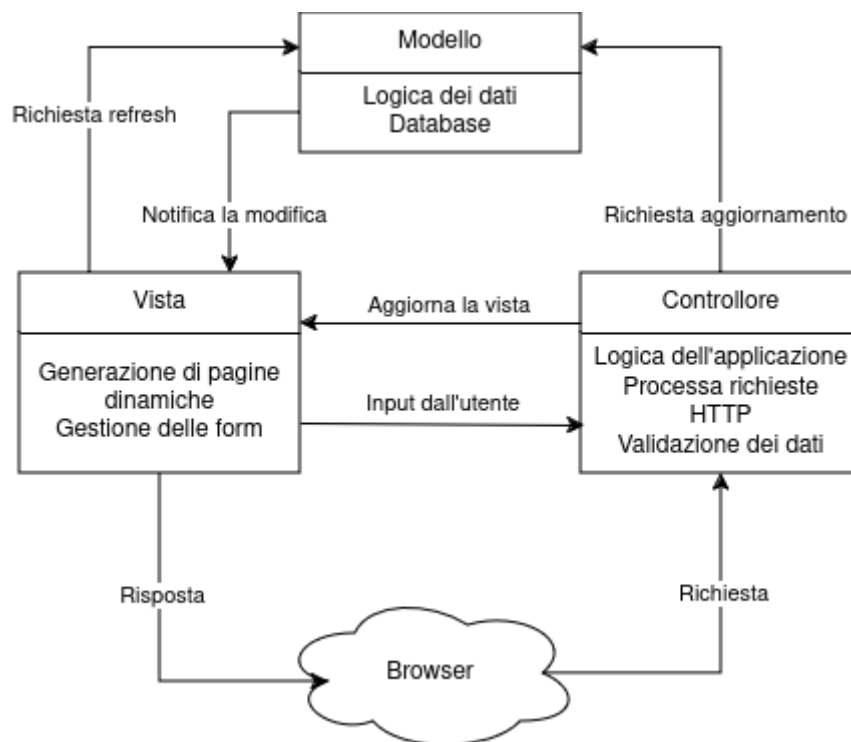 Modello
Logica dei dati
Database
Richiesta refresh
Notifica la modifica
Richiesta aggiornamento
Vista
Aggiorna la vista
Controllore
Generazione di pagine
dinamiche
Gestione delle form
Input dall'utente
Logica dell'applicazione
Processa richieste
HTTP
Validazione dei dati
Risposta
Richiesta
Browser